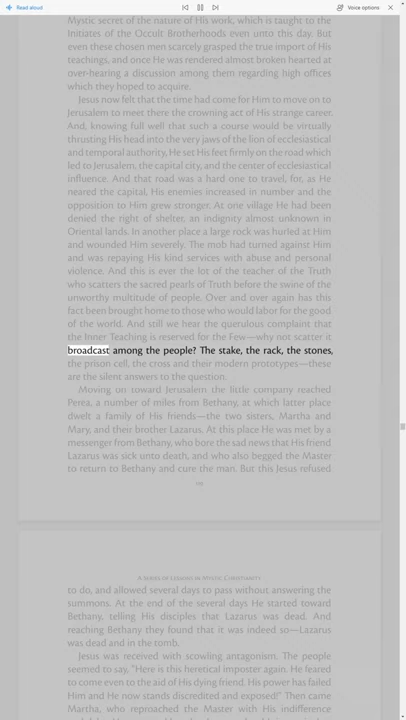 Read aloud
Voice options
Mystic secret of the nature of His work, which is taught to the
Initiates of the Occult Brotherhoods even unto this day. But
even these chosen men scarcely grasped the true import of His
teachings, and once He was rendered almost broken hearted at
over-hearing a discussion among them regarding high offices
which they hoped to acquire.
Jesus now felt that the time had come for Him to move on to
Jerusalem to meet there the crowning act of His strange career.
And, knowing full well that such a course would be virtually
thrusting His head into the very jaws of the lion of ecclesiastical
and temporal authority, He set His feet firmly on the road which
led to Jerusalem, the capital city, and the center of ecclesiastical
influence. And that road was a hard one to travel, for, as He
neared the capital, His enemies increased in number and the
opposition to Him grew stronger. At one village He had been
denied the right of shelter, an indignity almost unknown in
Oriental lands. In another place a large rock was hurled at Him
and wounded Him severely. The mob had turned against Him
and was repaying His kind services with abuse and personal
violence. And this is ever the lot of the teacher of the Truth
who scatters the sacred pearls of Truth before the swine of the
unworthy multitude of people. Over and over again has this
fact been brought home to those who would labor for the good
of the world. And still we hear the querulous complaint that
the Inner Teaching is reserved for the Few—why not scatter it
broadcast among the people? The stake, the rack, the stones,
the prison cell, the cross and their modern prototypes—these
are the silent answers to the question.
Moving on toward Jerusalem the little company reached
Perea, a number of miles from Bethany, at which latter place
dwelt a family of His friends—the two sisters, Martha and
Mary, and their brother Lazarus. At this place He was met by a
messenger from Bethany, who bore the sad news that His friend
Lazarus was sick unto death, and who also begged the Master
to return to Bethany and cure the man. But this Jesus refused
A Series of Lessons in Mystic Christianity
to do, and allowed several days to pass without answering the
summons. At the end of the several days He started toward
Bethany, telling His disciples that Lazarus was dead. And
reaching Bethany they found that it was indeed so—Lazarus
was dead and in the tomb.
Jesus was received with scowling antagonism. The people
seemed to say, "Here is this heretical imposter again. He feared
to come even to the aid of His dying friend. His power has failed
Him and He now stands discredited and exposed!" Then came
Martha, who reproached the Master with His indifference